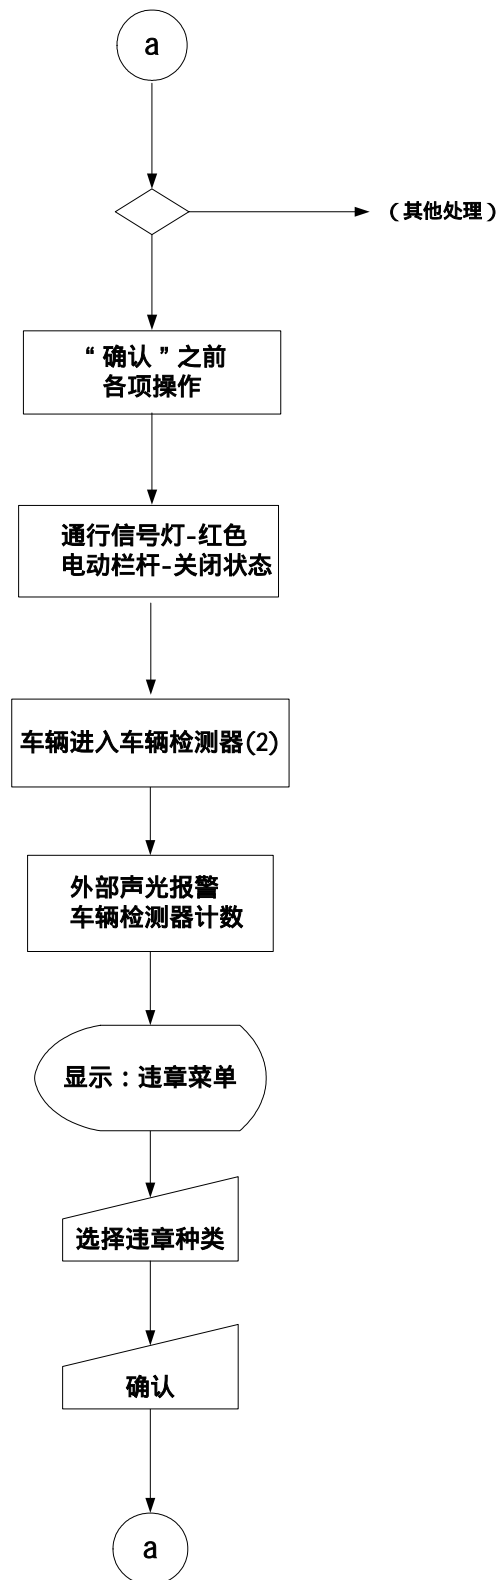 a
（其他处理）
“确认”之前
各项操作
通行信号灯-红色
电动栏杆-关闭状态
车辆进入车辆检测器(2)
外部声光报警
车辆检测器计数
显示：违章菜单
选择违章种类
确认
a